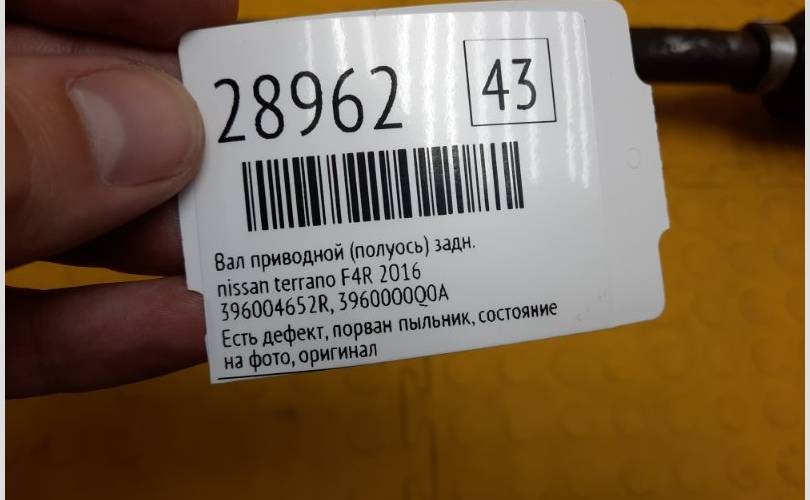 28962
43
Вал приводной (полуось) задн.
nissan terrano F4R 2016
396004652R, 3960000Q0A
Есть дефект, порван пыльник, состояние
на фото, оригинал